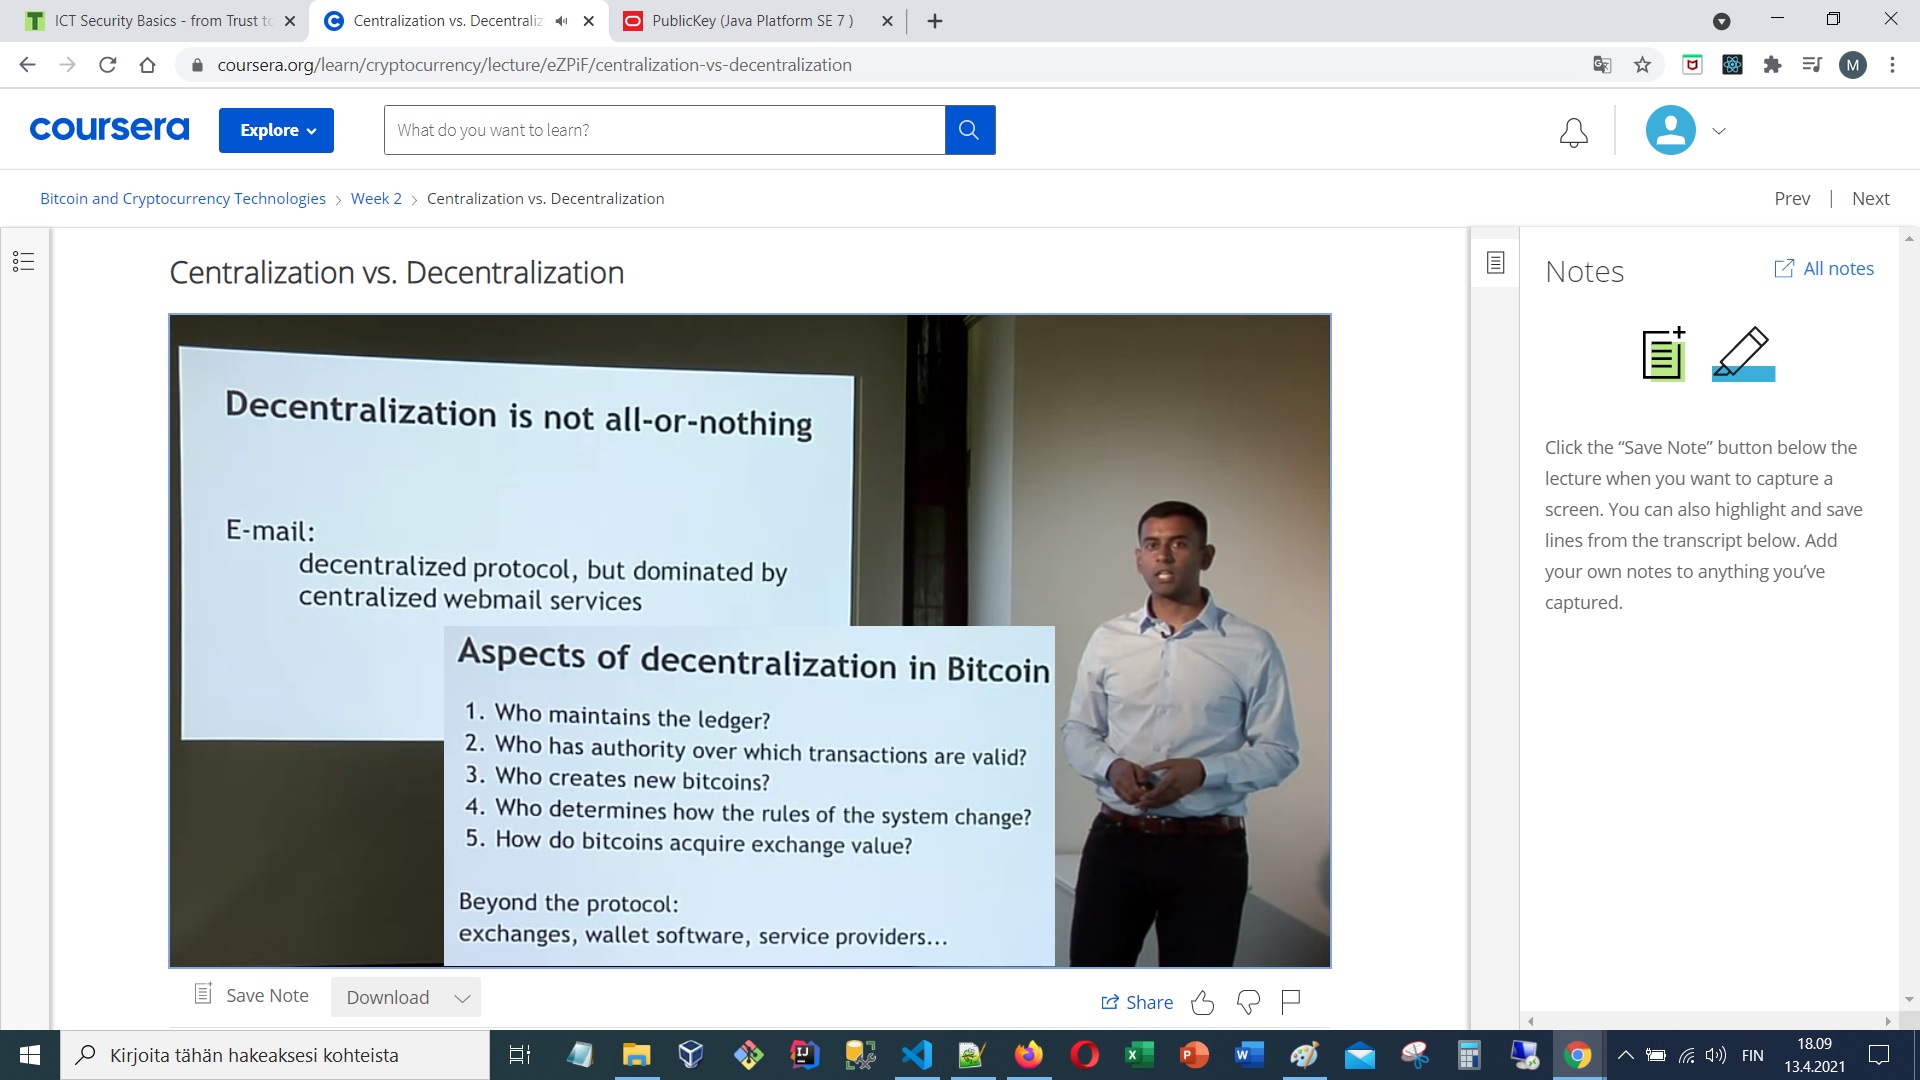 ICT Security Basics - from Trust to
Centralization vs. Decentraliz
PublicKey (Java Platform SE 7 )
coursera.org/learn/cryptocurrency/lecture/eZPiF/centralization-vs-decentralization
M
coursera
Explore
What do you want to learn?
Bitcoin and Cryptocurrency Technologies > Week 2 > Centralization vs. Decentralization
Prev | Next
Centralization vs. Decentralization
Decentralization is not all-or-nothing
E-mail:
decentralized protocol, but dominated by
centralized webmail services
Aspects of decentralization in Bitcoin
1. Who maintains the ledger?
2. Who has authority over which transactions are valid?
3. Who creates new bitcoins?
4. Who determines how the rules of the system change?
5. How do bitcoins acquire exchange value?
Beyond the protocol:
exchanges, wallet software, service providers...
Save Note
Download
Share
Notes
All notes
Click the “Save Note” button below the
lecture when you want to capture a
screen. You can also highlight and save
lines from the transcript below. Add
your own notes to anything you’ve
captured.
Kirjoita tähän hakeaksesi kohteista
FIN
18.09
13.4.2021